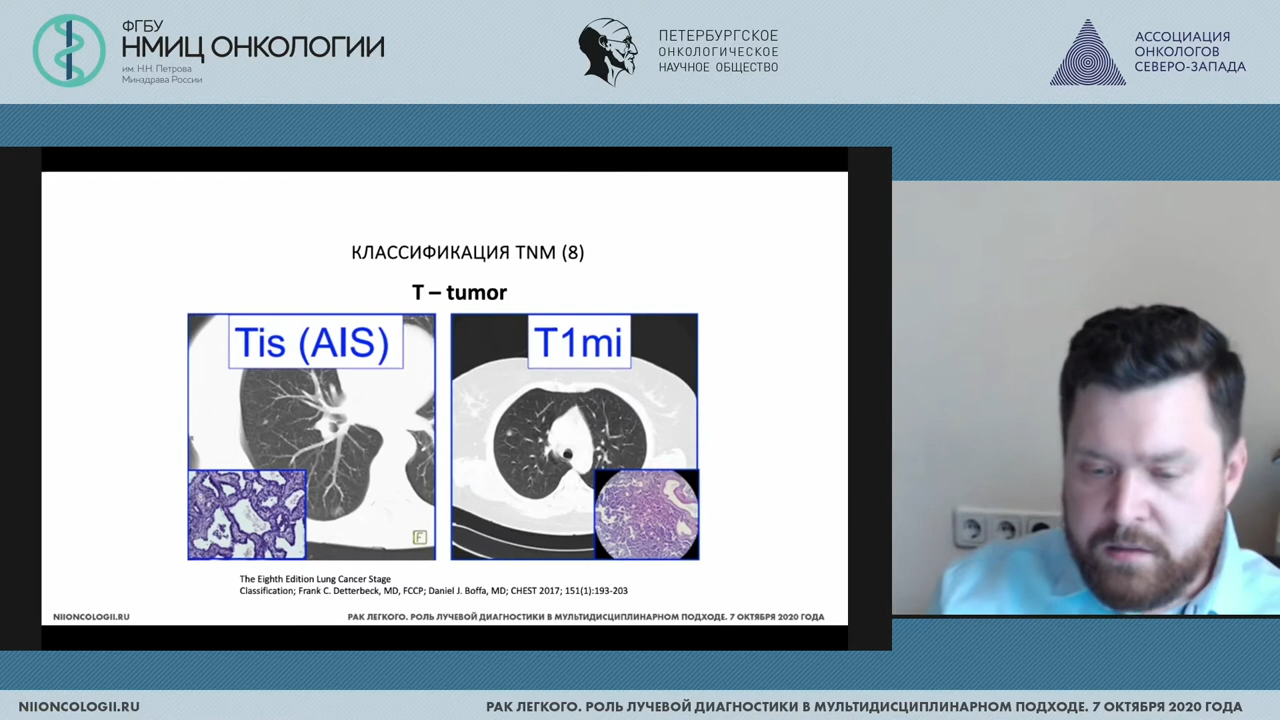 ФГБУ
НМИЦ ОНКОЛОГИИ
им. Н.Н. Петрова
Минздрава России
ПЕТЕРБУРГСКОЕ
ОНКОЛОГИЧЕСКОЕ
НАУЧНОЕ ОБЩЕСТВО
АССОЦИАЦИЯ
ОНКОЛОГОВ
СЕВЕРО-ЗАПАДА
КЛАССИФИКАЦИЯ TNM (8)
T – tumor
Tis (AIS)
T1mi
F
The Eighth Edition Lung Cancer Stage
Classification; Frank C. Detterbeck, MD, FCCP; Daniel J. Boffa, MD; CHEST 2017; 151(1):193-203
NIIONCOLOGII.RU
РАК ЛЕГКОГО. РОЛЬ ЛУЧЕВОЙ ДИАГНОСТИКИ В МУЛЬТИДИСЦИПЛИНАРНОМ ПОДХОДЕ. 7 ОКТЯБРЯ 2020 ГОДА
NIIONCOLOGII.RU
РАК ЛЕГКОГО. РОЛЬ ЛУЧЕВОЙ ДИАГНОСТИКИ В МУЛЬТИДИСЦИПЛИНАРНОМ ПОДХОДЕ. 7 ОКТЯБРЯ 2020 ГОДА